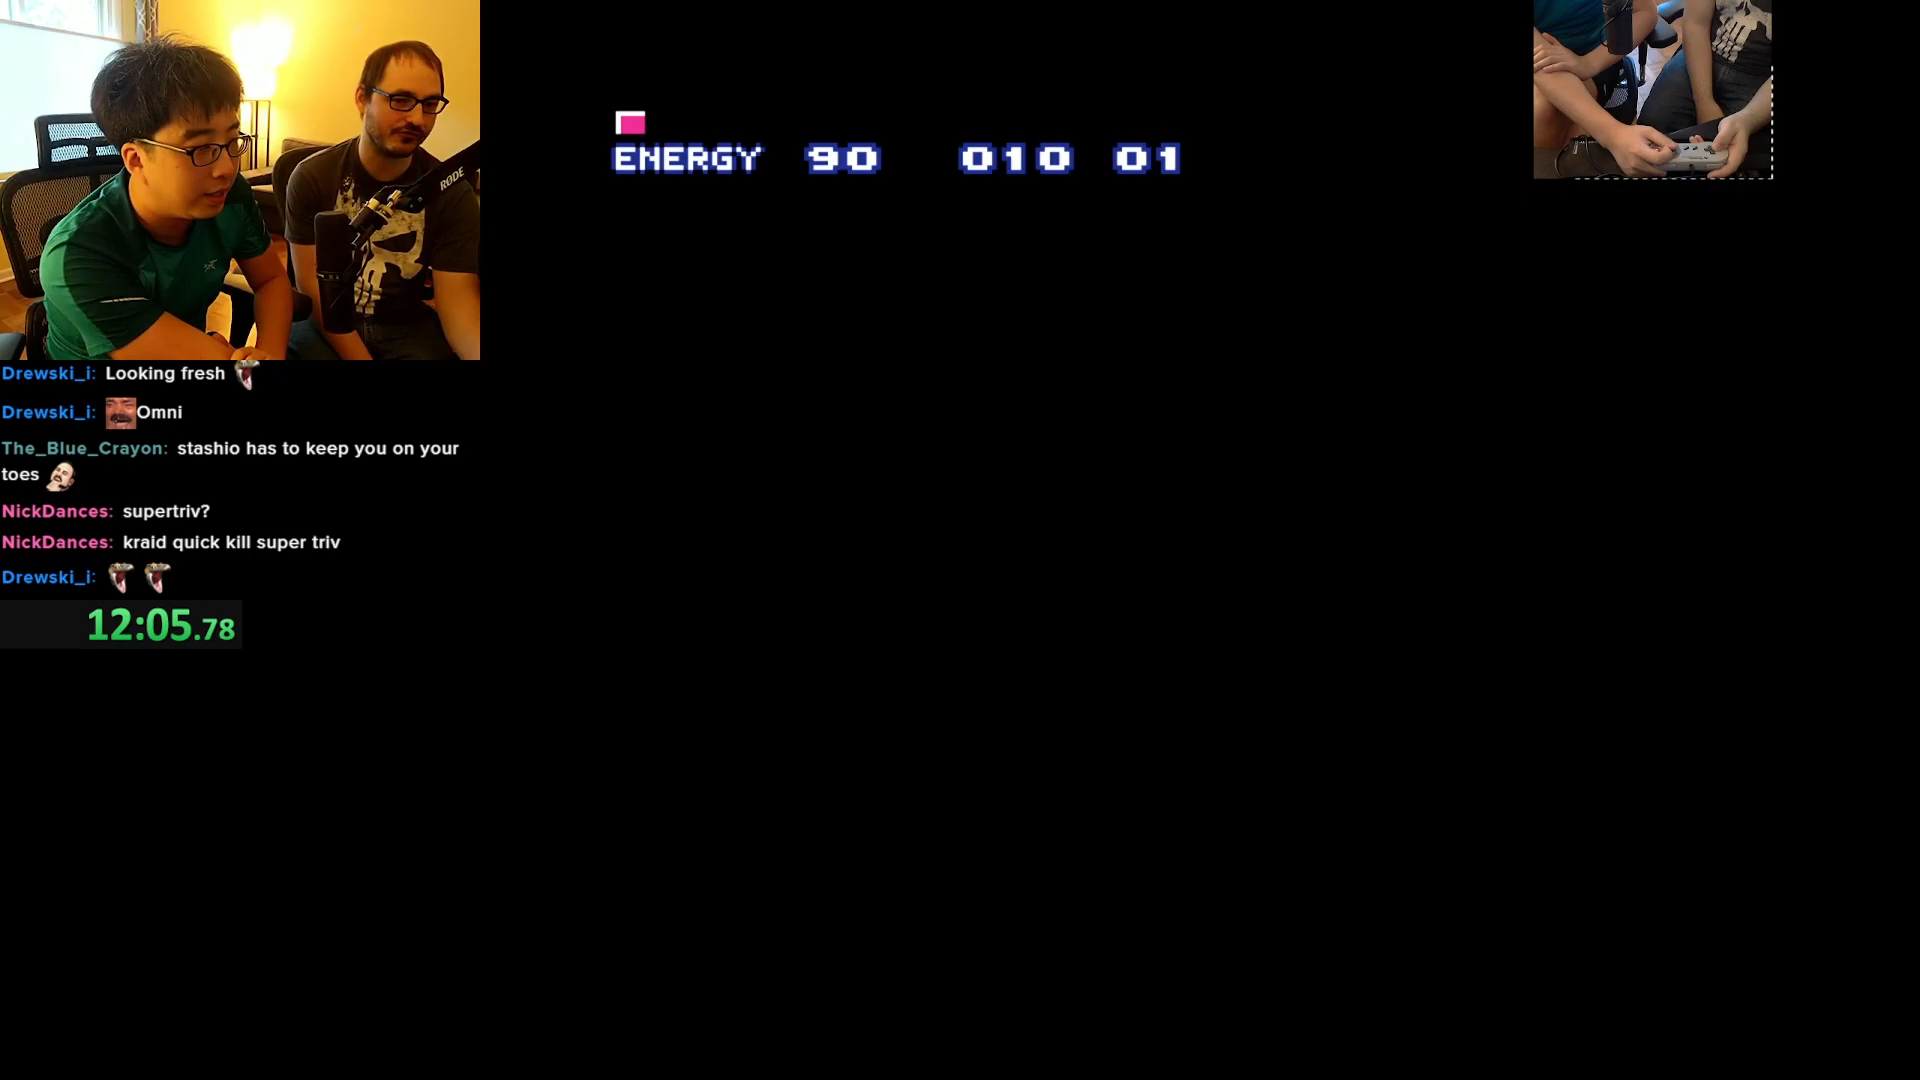 RØDE
ENERGY 90 010 01
Drewski_i: Looking fresh
Drewski_i: Omni
The_Blue_Crayon: stashio has to keep you on your
toes
NickDances: supertriv?
NickDances: kraid quick kill super triv
Drewski_i:
12:05.78